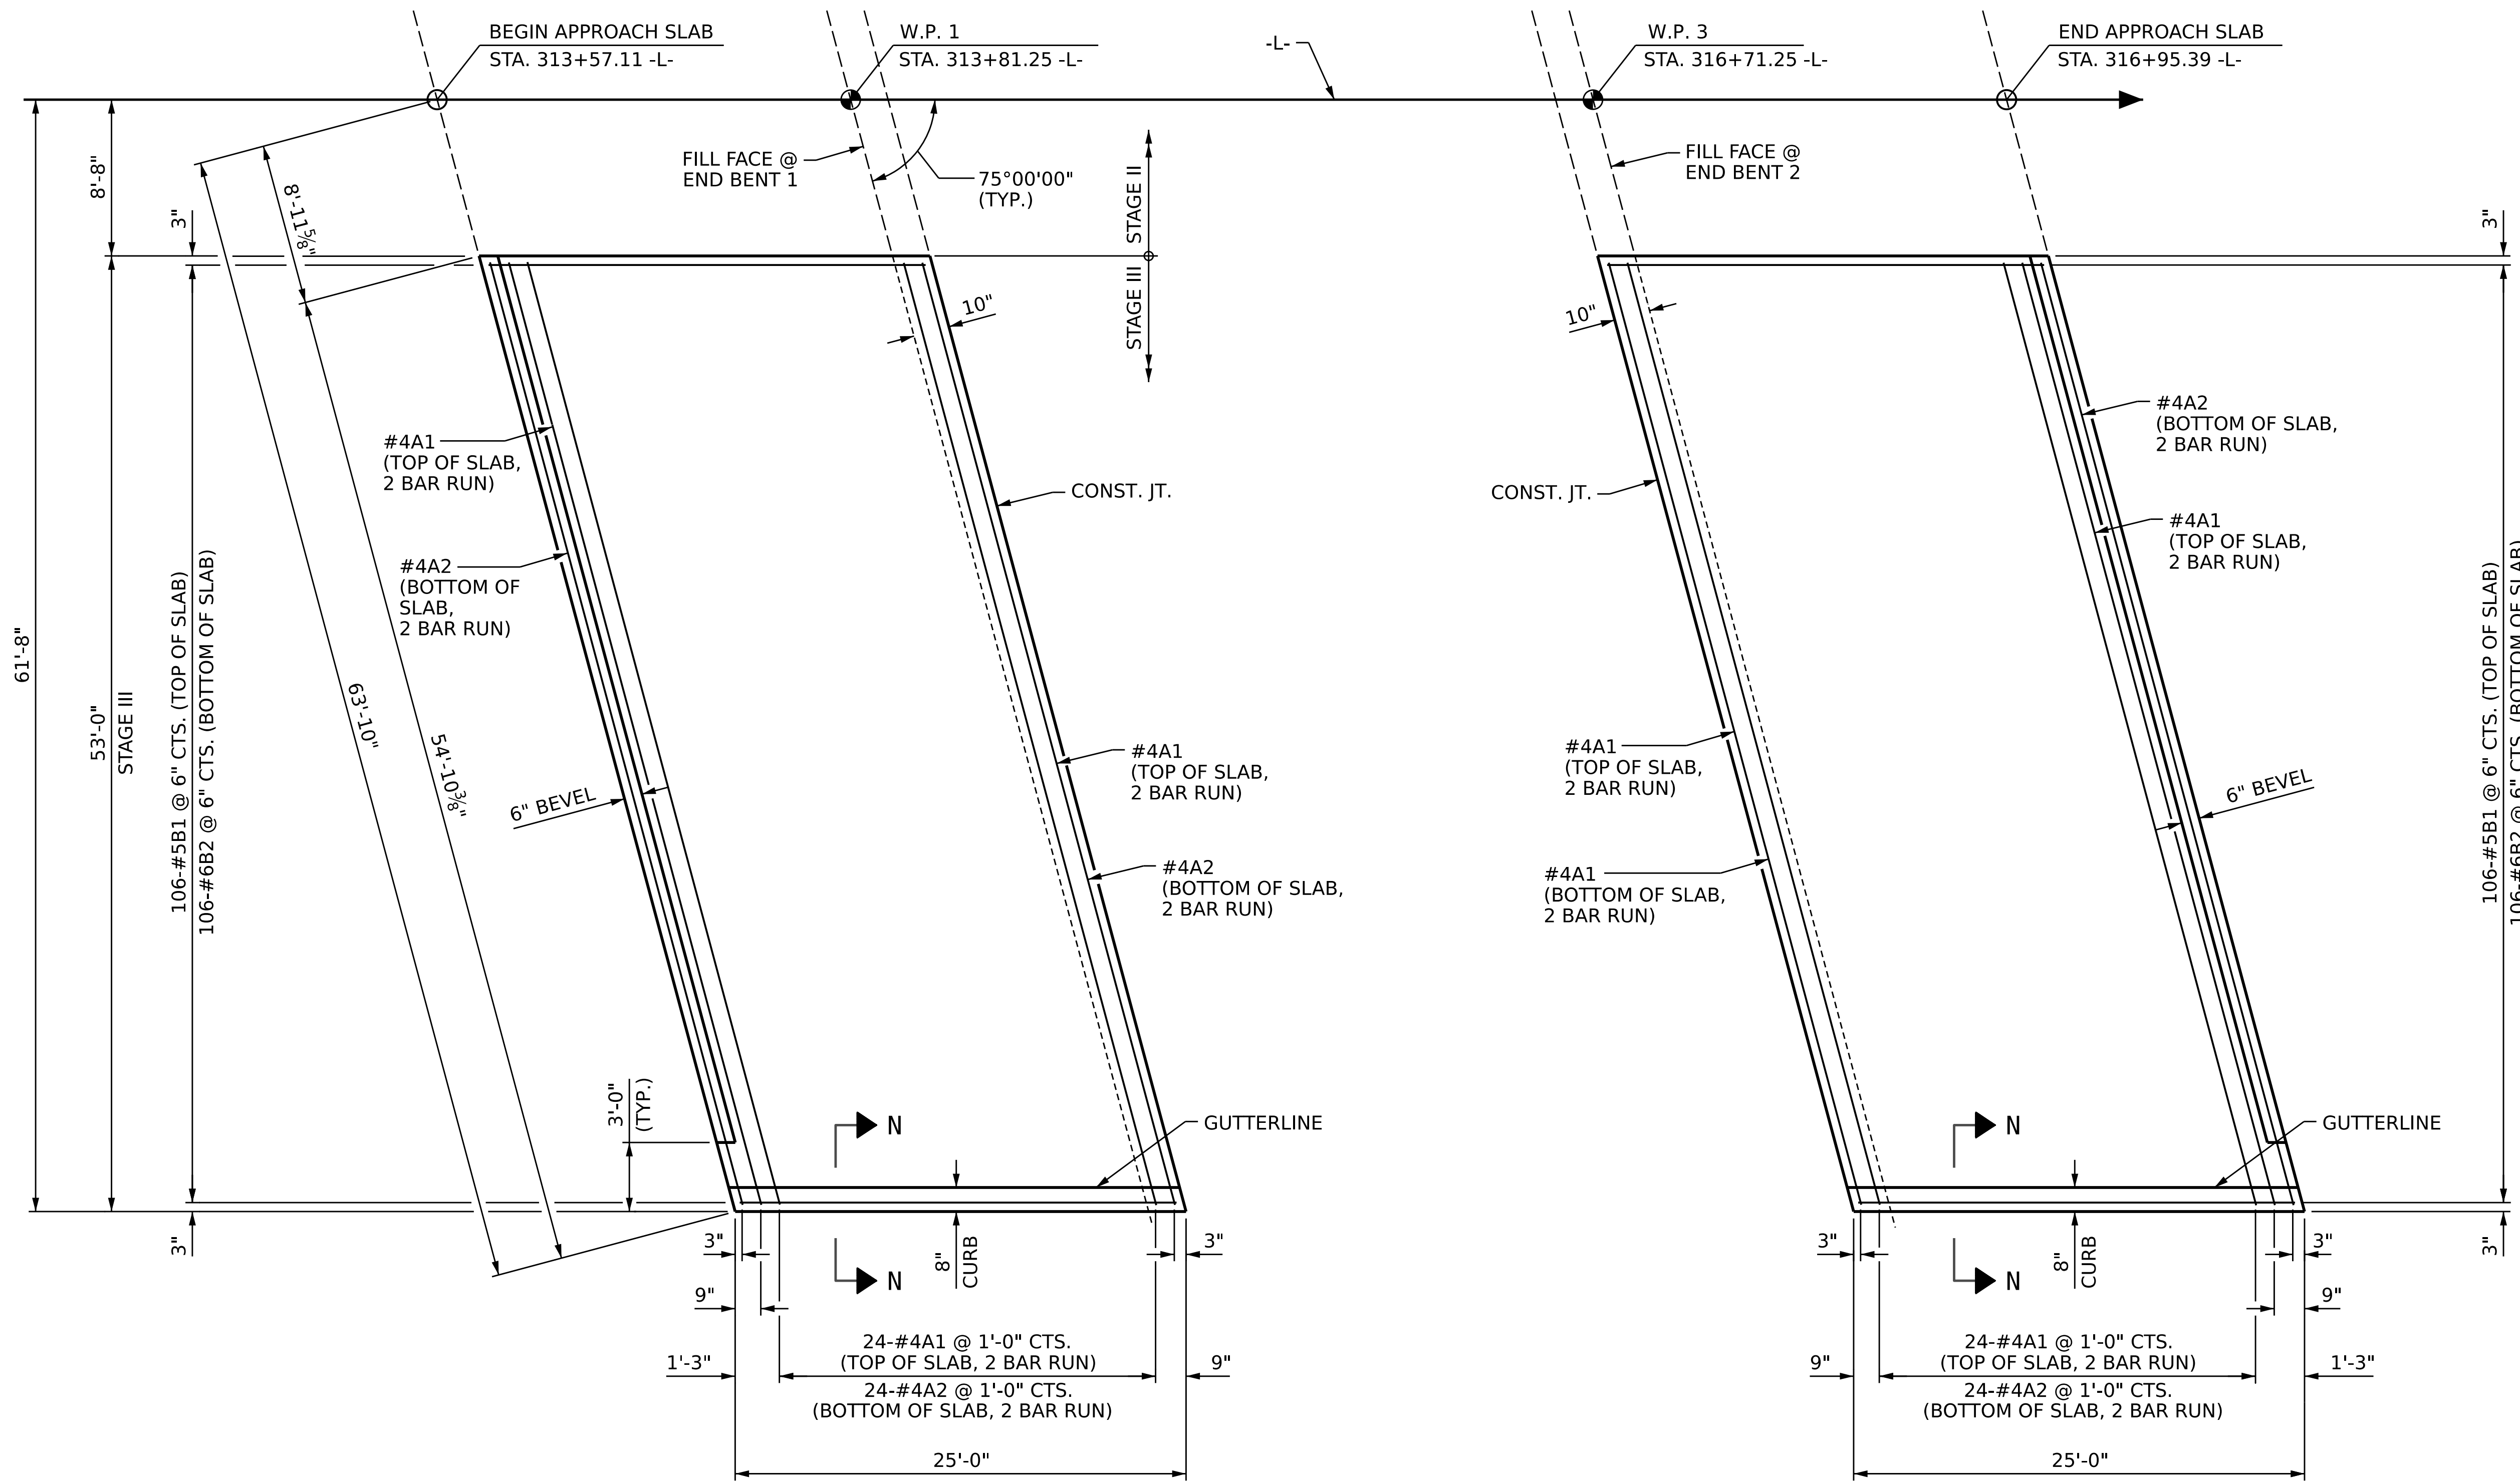 BEGIN APPROACH SLAB
STA. 313+57.11 -L-
W.P. 1
STA. 313+81.25 -L-
-L-
W.P. 3
STA. 316+71.25 -L-
END APPROACH SLAB
STA. 316+95.39 -L-
8'-8"
3"
8'-11⅝"
FILL FACE @
END BENT 1
75°00'00"
(TYP.)
STAGE II
STAGE III
FILL FACE @
END BENT 2
3"
10"
10"
#4A1
(TOP OF SLAB,
2 BAR RUN)
#4A2
(BOTTOM OF
SLAB,
2 BAR RUN)
CONST. JT.
CONST. JT.
#4A2
(BOTTOM OF SLAB,
2 BAR RUN)
#4A1
(TOP OF SLAB,
2 BAR RUN)
61'-8"
53'-0"
STAGE III
106-#5B1 @ 6" CTS. (TOP OF SLAB)
106-#6B2 @ 6" CTS. (BOTTOM OF SLAB)
63'-10"
54'-10⅜"
6" BEVEL
#4A1
(TOP OF SLAB,
2 BAR RUN)
#4A2
(BOTTOM OF SLAB,
2 BAR RUN)
#4A1
(TOP OF SLAB,
2 BAR RUN)
#4A1
(BOTTOM OF SLAB,
2 BAR RUN)
6" BEVEL
106-#5B1 @ 6" CTS. (TOP OF SLAB)
106-#6B2 @ 6" CTS. (BOTTOM OF SLAB)
3'-0"
(TYP.)
N
GUTTERLINE
N
GUTTERLINE
3"
3"
N
8"
CURB
3"
3"
N
8"
CURB
3"
3"
9"
9"
24-#4A1 @ 1'-0" CTS.
(TOP OF SLAB, 2 BAR RUN)
1'-3"
9"
24-#4A2 @ 1'-0" CTS.
(BOTTOM OF SLAB, 2 BAR RUN)
24-#4A1 @ 1'-0" CTS.
(TOP OF SLAB, 2 BAR RUN)
9"
1'-3"
24-#4A2 @ 1'-0" CTS.
(BOTTOM OF SLAB, 2 BAR RUN)
25'-0"
25'-0"